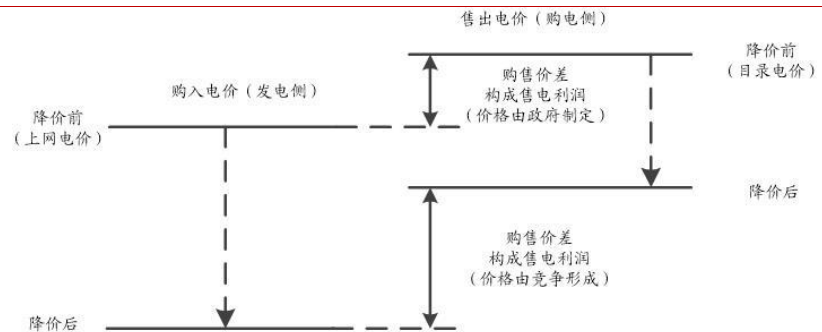 售出电价（购电侧）
降价前
（目录电价）
购售价差
构成售电利润
（价格由政府制定）
购入电价（发电侧）
降价前
（上网电价）
降价后
购售价差
构成售电利润
（价格由竞争形成）
降价后